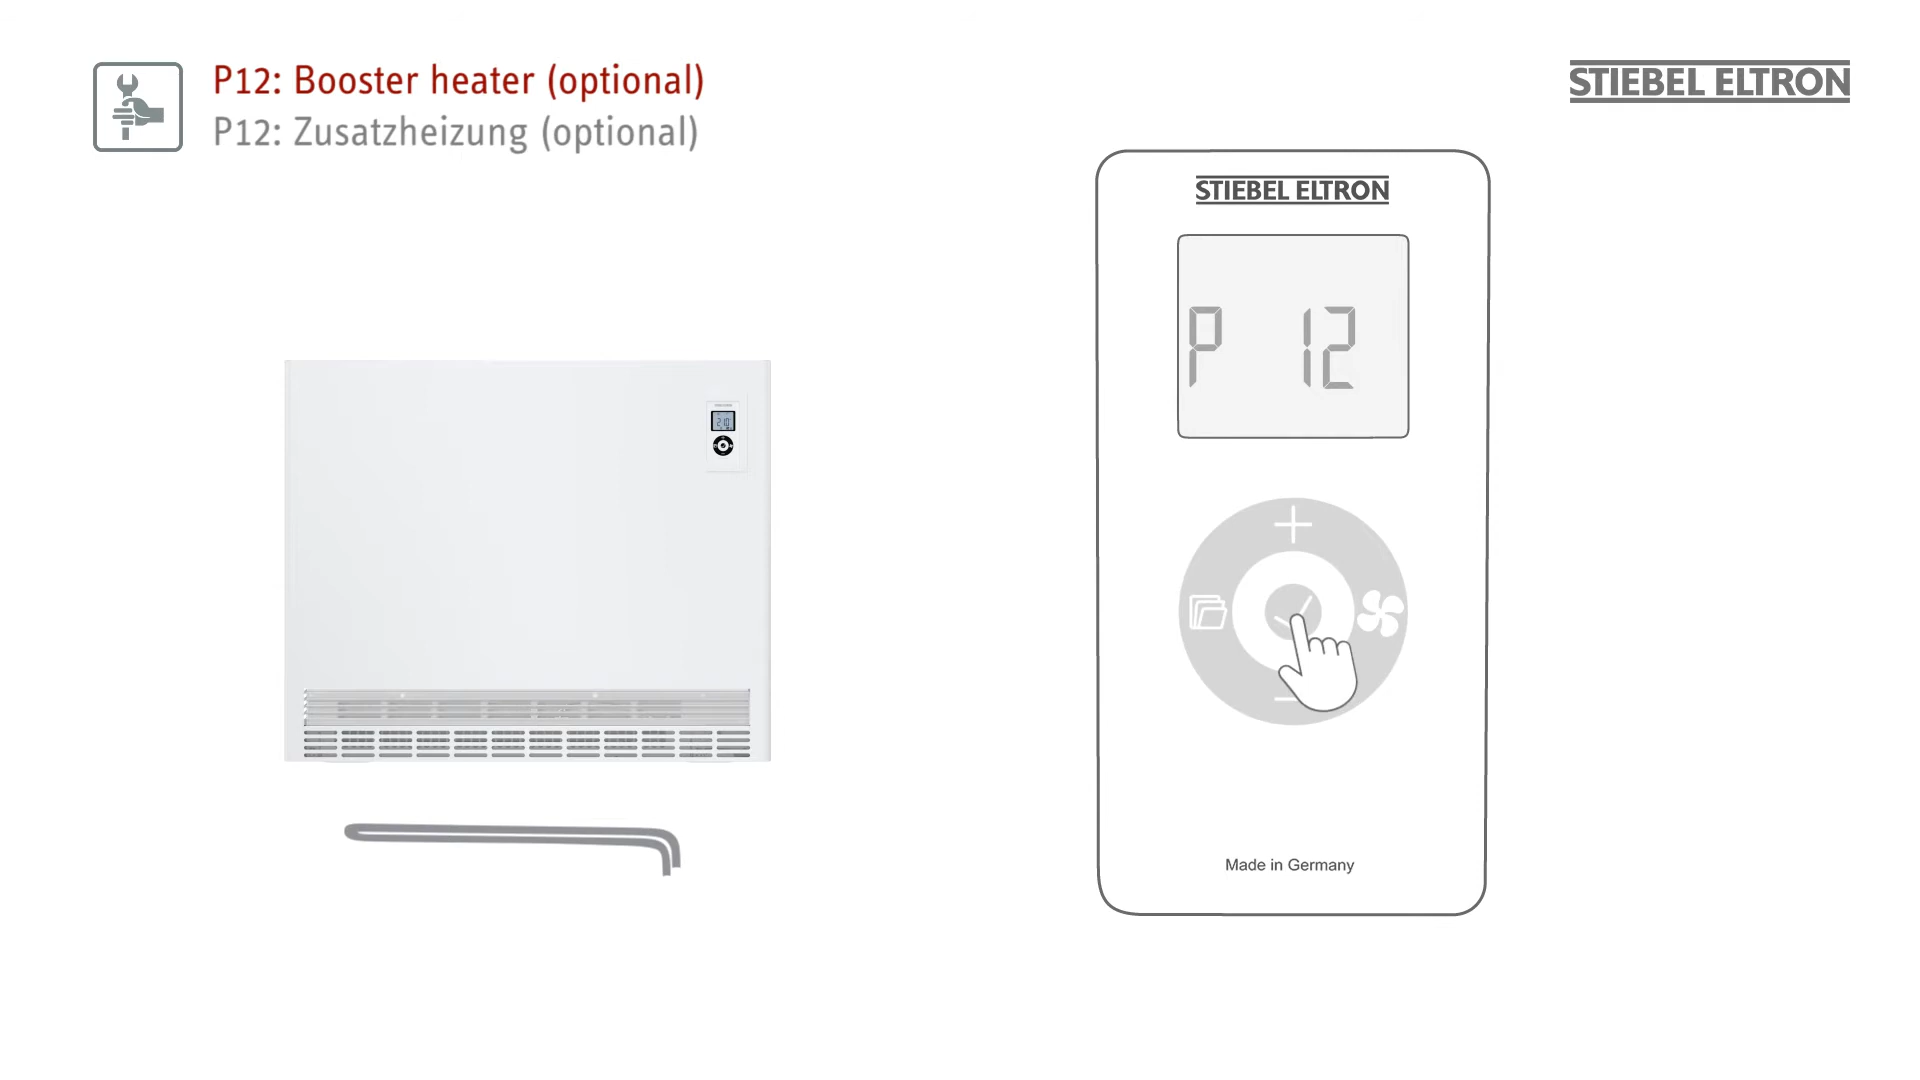 P12: Booster heater (optional)
P12: Zusatzheizung (optional)
STIEBEL ELTRON
STIEBEL ELTRON
P 12
Made in Germany